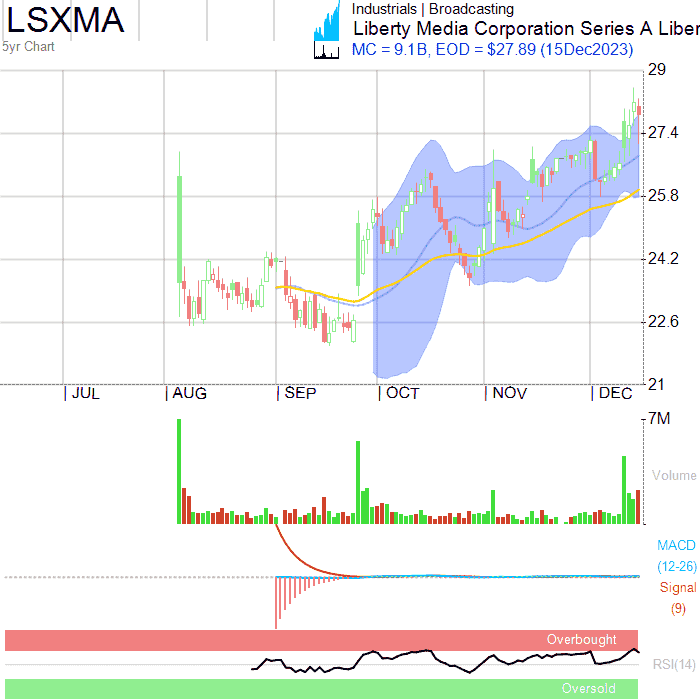 LSXMA
5yr Chart
Industrials | Broadcasting
Liberty Media Corporation Series A Liber
MC = 9.1B, EOD = $27.89 (15Dec2023)
29
27.4
25.8
24.2
22.6
21
JUL AUG SEP OCT NOV DEC
7M
Volume
MACD
(12-26)
Signal
(9)
Overbought
RSI(14)
Oversold